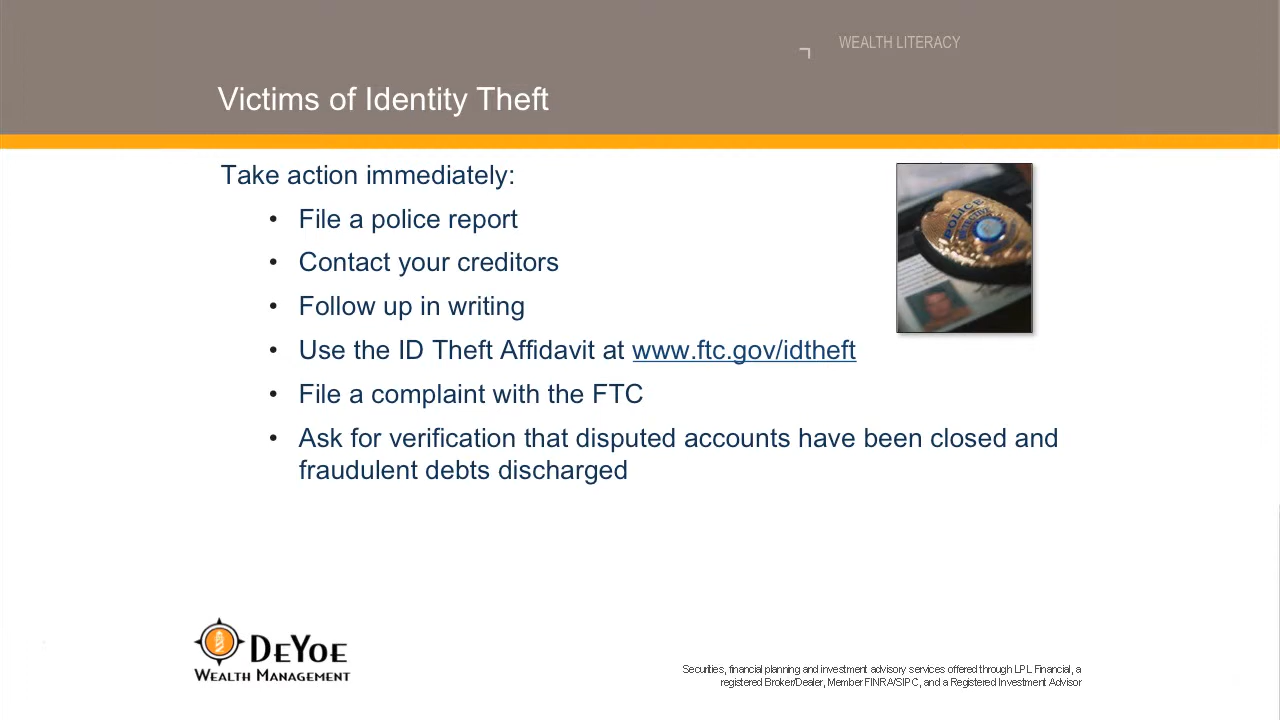 WEALTH LITERACY
Victims of Identity Theft
Take action immediately:
• File a police report
• Contact your creditors
• Follow up in writing
• Use the ID Theft Affidavit at www.ftc.gov/idtheft
• File a complaint with the FTC
• Ask for verification that disputed accounts have been closed and
fraudulent debts discharged
POLICE
DEYOE
WEALTH MANAGEMENT
Securities, financial planning and investment advisory services offered through LPL Financial, a
registered Broker/Dealer, Member FINRA/SIPC, and a Registered Investment Advisor